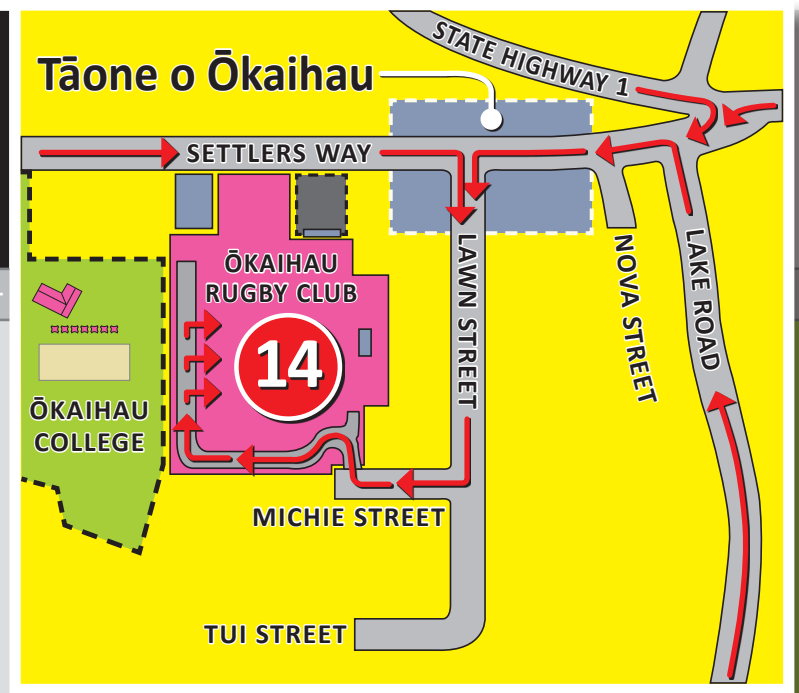 STATE HIGHWAY 1
Tāone o Ōkaihau
SETTLERS WAY
ŌKAIHAU
RUGBY CLUB
14
LAWN STREET
NOVA STREET
LAKE ROAD
ŌKAIHAU
COLLEGE
MICHIE STREET
TUI STREET